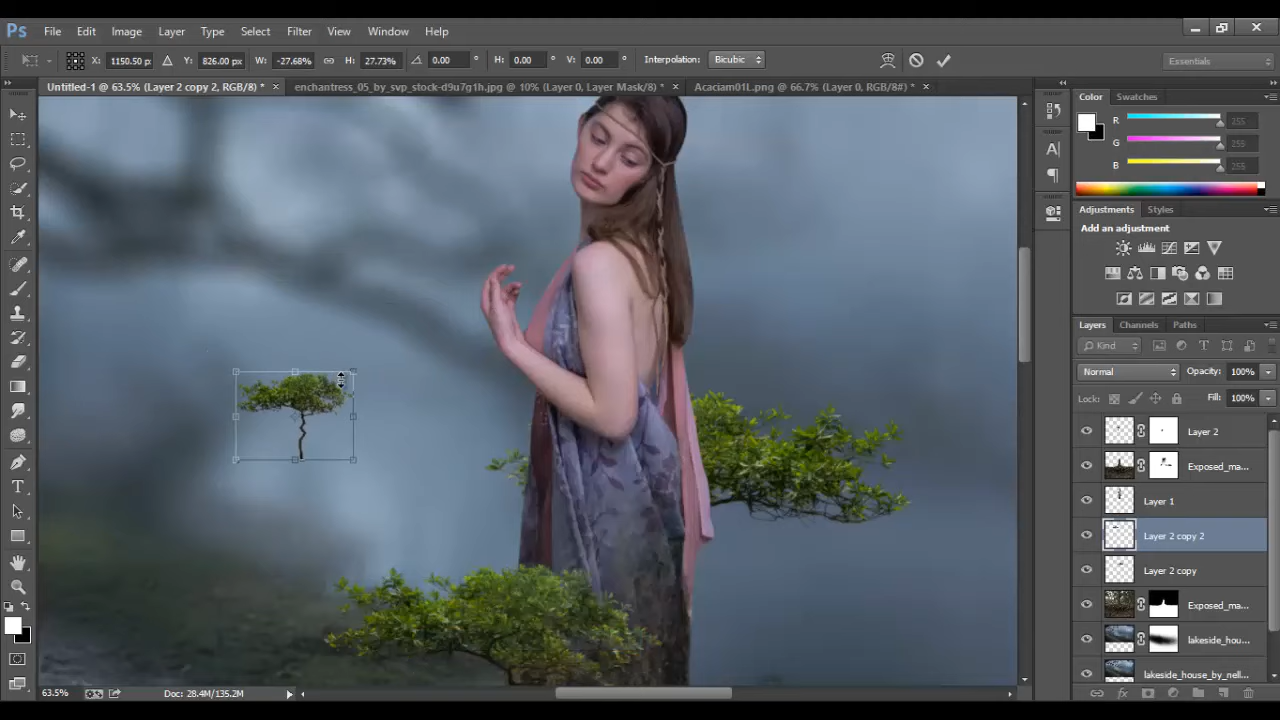 Ps File Edit Image Layer Type Select Filter View Window Help
X: 1150.50 px Y: 826.00 px W: -27.68% H: 27.73% 0.00 ° H: 0.00 ° V: 0.00 ° Interpolation: Bicubic Essentials
Untitled-1 @ 63.5% (Layer 2 copy 2, RGB/8) * × enchantress_05_by_svp_stock-d9u7g1h.jpg @ 10% (Layer 0, Layer Mask/8) * × Acaciam01L.png @ 66.7% (Layer 0, RGB/8#) * ×
Color Swatches
R 255
G 255
B 255
Adjustments Styles
Add an adjustment
Layers Channels Paths
Kind
Normal Opacity: 100%
Lock: Fill: 100%
Layer 2
Exposed_ma...
Layer 1
Layer 2 copy 2
Layer 2 copy
Exposed_ma...
lakeside_hou...
lakeside_house_by_nell...
63.5% Doc: 28.4M/135.2M